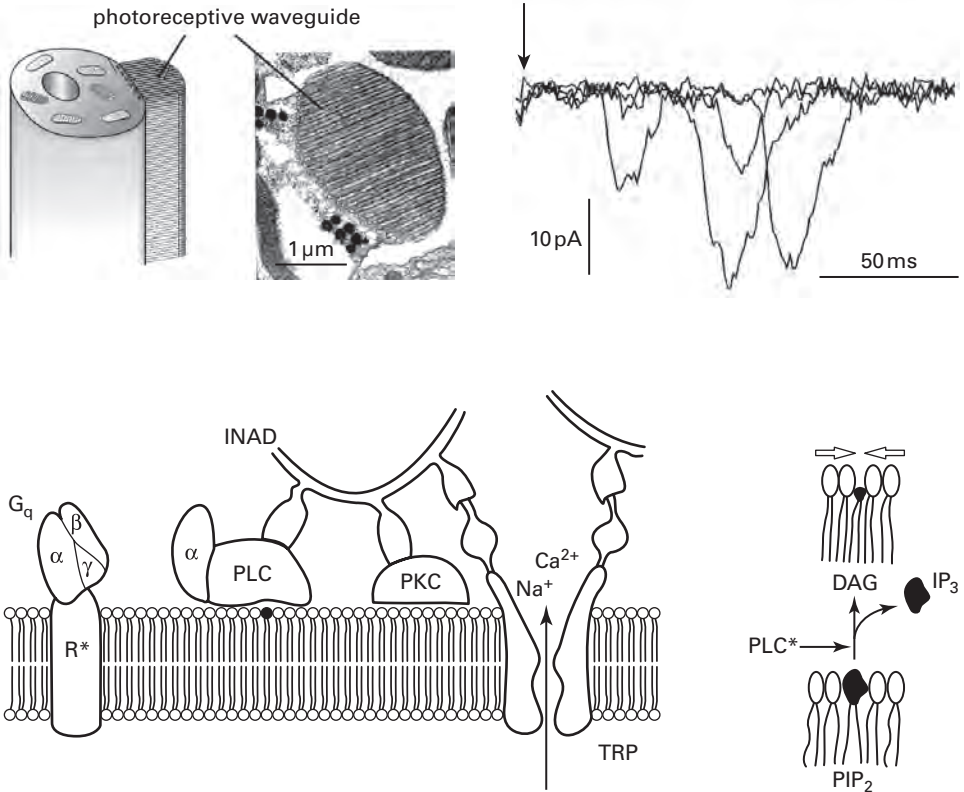 photoreceptive waveguide
1 µm
10 pA
50 ms
INAD
Gq
α
β
γ
α
PLC
PKC
Ca2+
Na+
R*
TRP
DAG
IP3
PLC*
PIP2